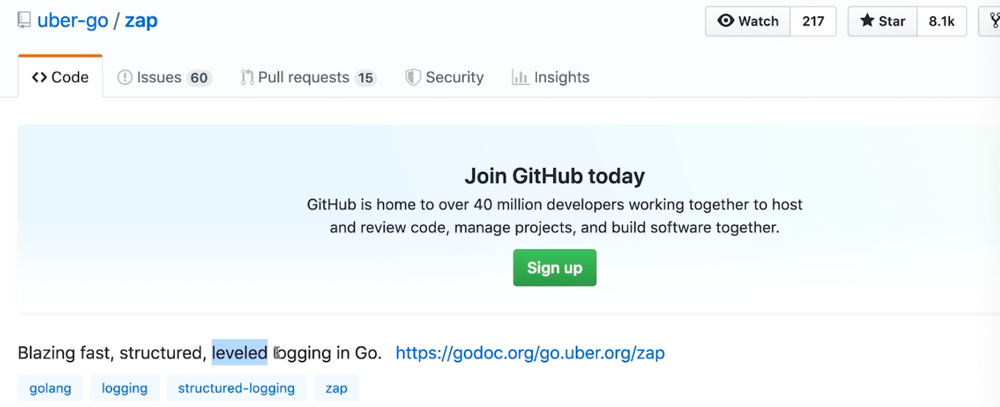 uber-go / zap
Watch 217 Star 8.1k
Code Issues 60 Pull requests 15 Security Insights
Join GitHub today
GitHub is home to over 40 million developers working together to host
and review code, manage projects, and build software together.
Sign up
Blazing fast, structured, leveled logging in Go. https://godoc.org/go.uber.org/zap
golang logging structured-logging zap